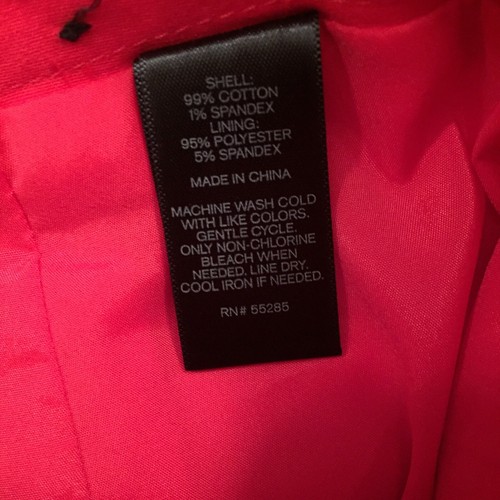 SHELL:
99% COTTON
1% SPANDEX
LINING:
95% POLYESTER
5% SPANDEX
MADE IN CHINA
MACHINE WASH COLD
WITH LIKE COLORS.
GENTLE CYCLE.
ONLY NON-CHLORINE
BLEACH WHEN
NEEDED. LINE DRY.
COOL IRON IF NEEDED.
RN# 55285